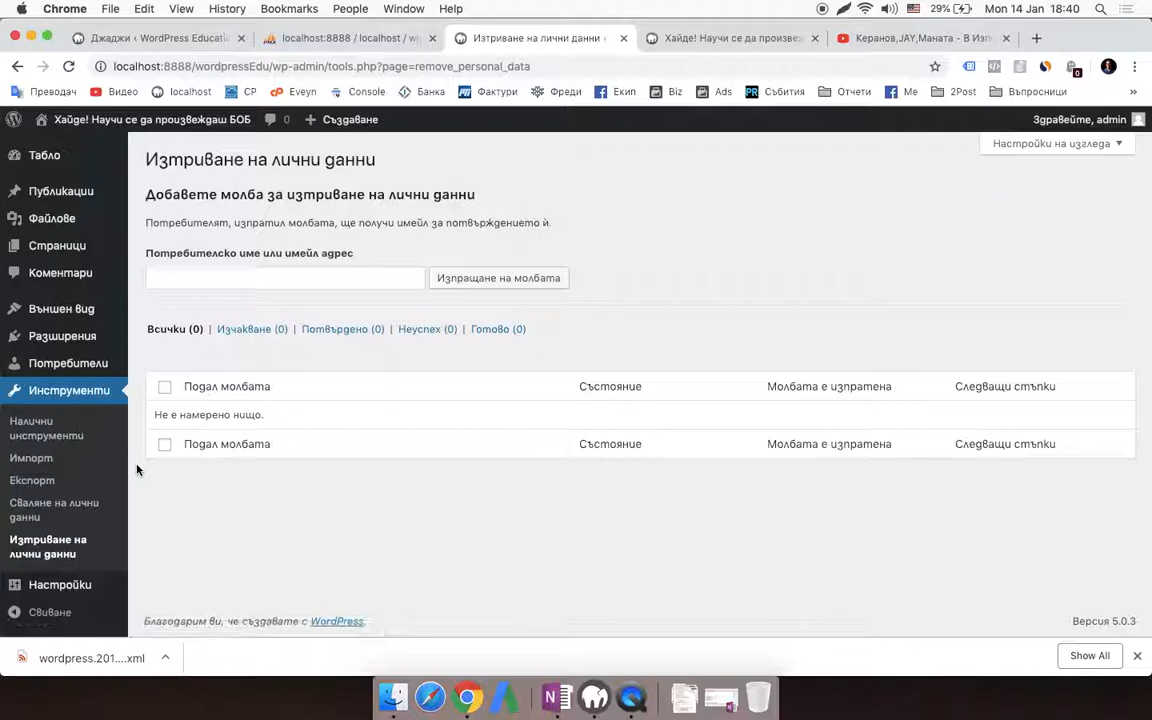 Chrome File Edit View History Bookmarks People Window Help 29% Mon 14 Jan 18:40
Джаджи ‹ WordPress Educati
localhost:8888 / localhost / w
Изтриване на лични данни ‹
Хайде! Научи се да произвеж
Керанов,JAY,Маната - В Изп
localhost:8888/wordpressEdu/wp-admin/tools.php?page=remove_personal_data
Преводач Видео localhost CP Eveyn Console Банка Фактури Фреди Екип Biz Ads Събития Отчети Me 2Post Въпросници »
Хайде! Научи се да произвеждаш БОБ 0 Създаване Здравейте, admin
Настройки на изгледа
Табло
Публикации
Файлове
Страници
Коментари
Външен вид
Разширения
Потребители
Инструменти
Налични
инструменти
Импорт
Експорт
Сваляне на лични
данни
Изтриване на
лични данни
Настройки
Свиване
Изтриване на лични данни
Добавете молба за изтриване на лични данни
Потребителят, изпратил молбата, ще получи имейл за потвърждението ѝ.
Потребителско име или имейл адрес
Изпращане на молбата
Всички (0) | Изчакване (0) | Потвърдено (0) | Неуспех (0) | Готово (0)
Подал молбата Състояние Молбата е изпратена Следващи стъпки
Не е намерено нищо.
Подал молбата Състояние Молбата е изпратена Следващи стъпки
Благодарим ви, че създавате с WordPress. Версия 5.0.3
wordpress.201....xml Show All